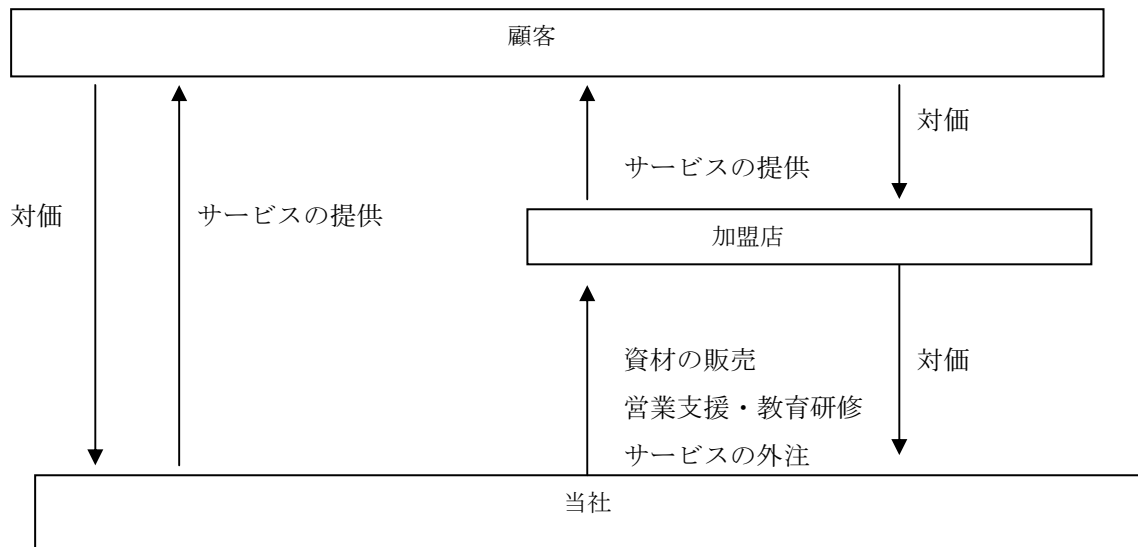 顧客
対価
サービスの提供
対価
サービスの提供
加盟店
資材の販売
営業支援・教育研修
サービスの外注
対価
当社